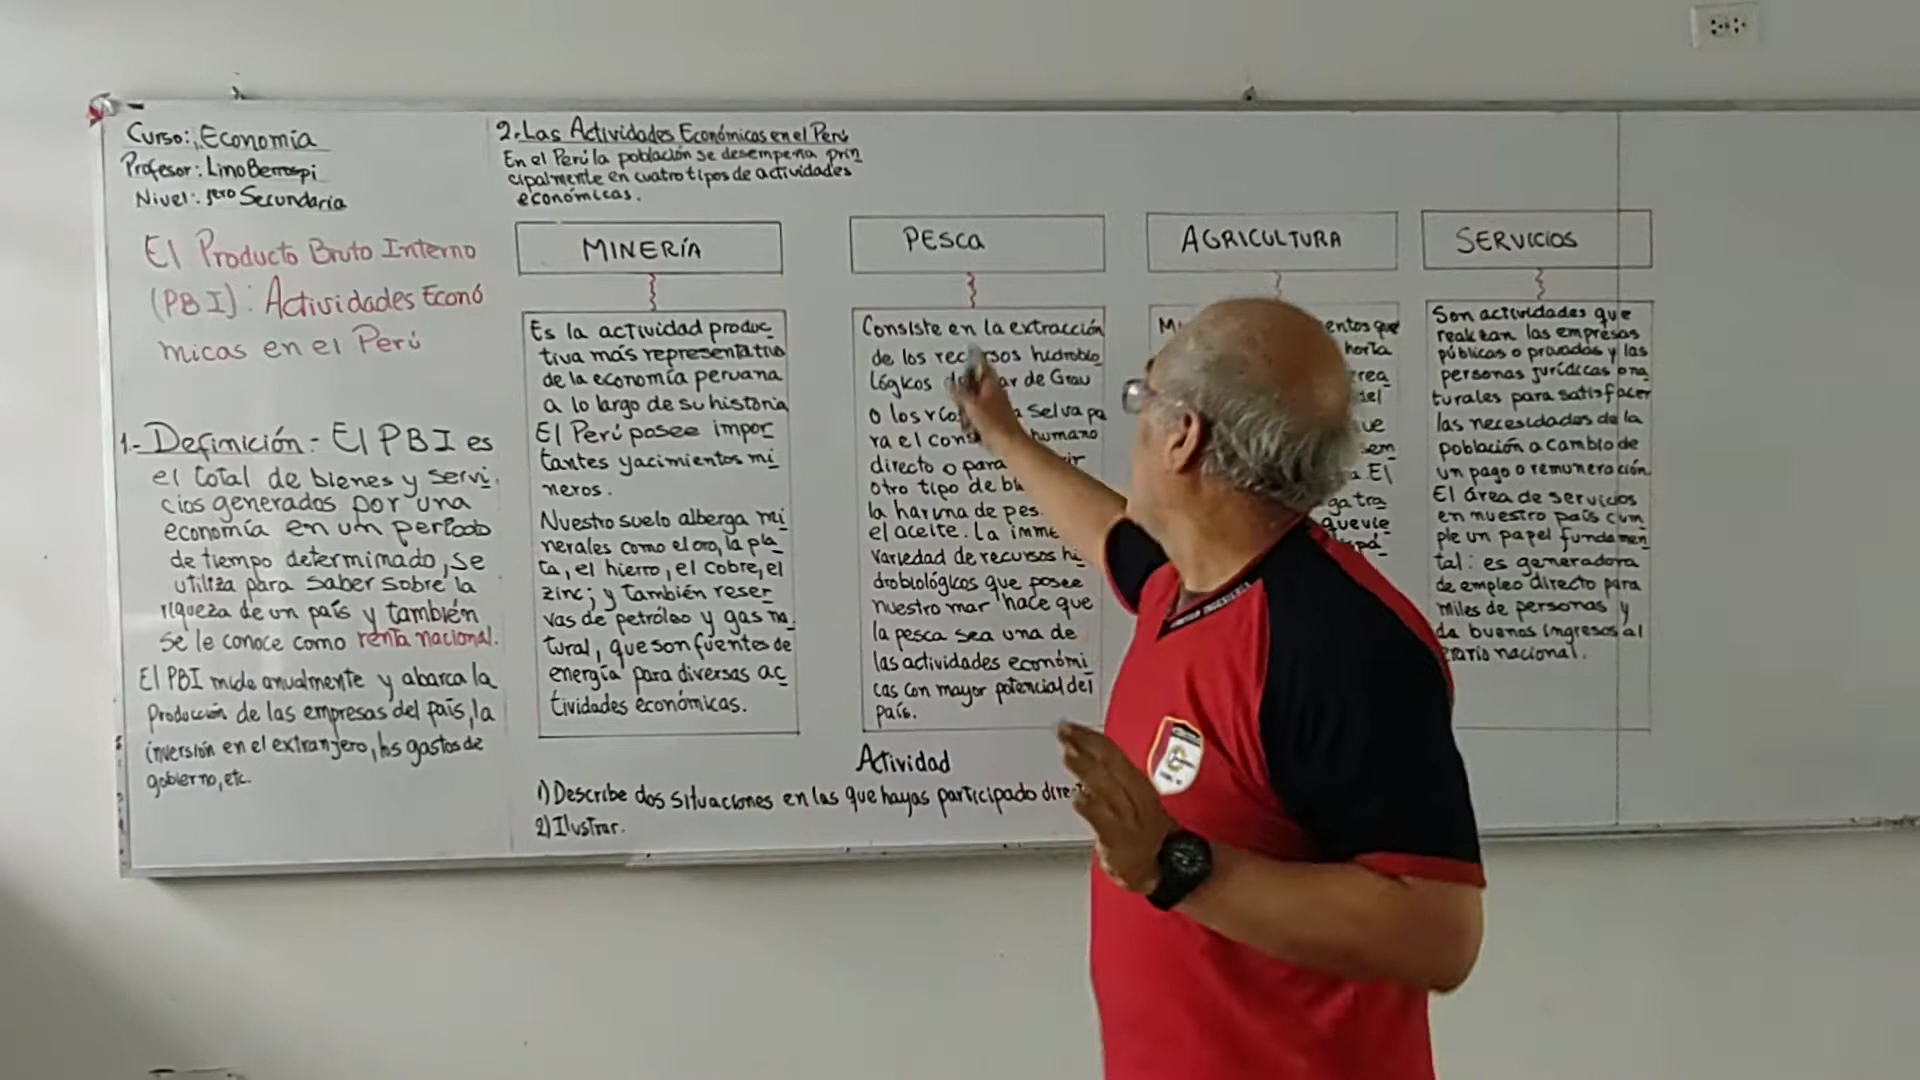 Curso: Economía
Profesor: Lino Berrospi
Nivel: 1ero Secundaria
El Producto Bruto Interno
(PBI): Actividades Econó
micas en el Perú
1.- Definición.- El PBI es
el total de bienes y servi
cios generados por una
economía en un periodo
de tiempo determinado, se
utiliza para saber sobre la
riqueza de un país y también
se le conoce como renta nacional.
El PBI mide anualmente y abarca la
Producción de las empresas del país, la
inversión en el extranjero, los gastos de
gobierno, etc.
2.- Las Actividades Económicas en el Perú
En el Perú la población se desempeña prin
cipalmente en cuatro tipos de actividades
económicas.
MINERÍA
Es la actividad produc
tiva más representativa
de la economía peruana
a lo largo de su historia
El Perú posee impor
tantes yacimientos mi
neros.
Nuestro suelo alberga mi
nerales como el oro, la pla
ta, el hierro, el cobre, el
zinc; y también reser
vas de petróleo y gas na
tural, que son fuentes de
energía para diversas ac
tividades económicas.
PESCA
Consiste en la extracción
de los recursos hidrobio
lógicos mar de Grau
o los Selva pa
ra el humano
directo o para
otro tipo de
la harina de
el aceite. La
variedad de recursos hi
drobiológicos que posee
nuestro mar hace que
la pesca sea una de
las actividades económi
cas con mayor potencial del
país.
AGRICULTURA
SERVICIOS
Son actividades que
realizan las empresas
públicas o privadas y las
personas jurídicas o na
turales para satisfacer
las necesidades de la
población a cambio de
un pago o remuneración.
El área de servicios
en nuestro país cum
ple un papel fundamen
tal: es generadora
de empleo directo para
miles de personas y
da buenos ingresos al
erario nacional.
Actividad
1) Describe dos situaciones en las que hayas participado
2) Ilustrar.